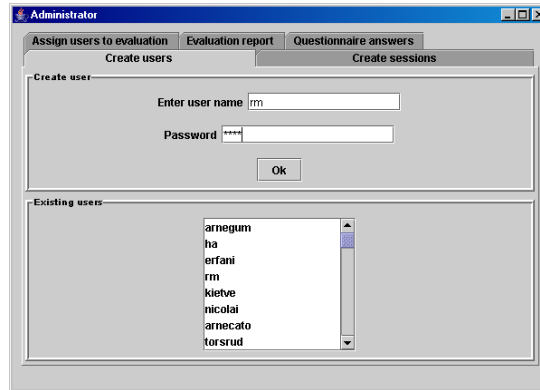 Administrator
Assign users to evaluation Evaluation report Questionnaire answers
Create users Create sessions
Create user
Enter user name rm
Password ****
Ok
Existing users
arnegum
ha
erfani
rm
kietve
nicolai
arnecato
torsrud